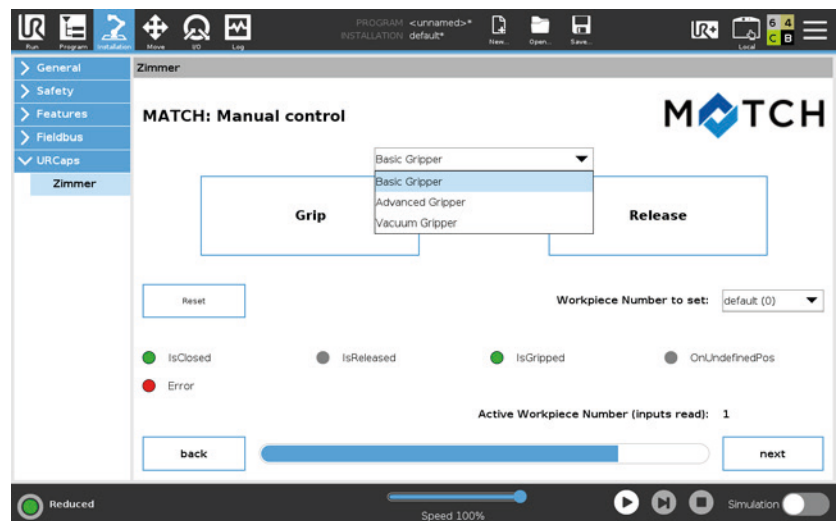 PROGRAM <unnamed>*
INSTALLATION default*
Run Program Installation Move I/O Log New... Open... Save... Local
UR+
6 4
C B
General
Safety
Features
Fieldbus
URCaps
Zimmer
Zimmer
MATCH: Manual control
MATCH
Basic Gripper
Basic Gripper
Advanced Gripper
Vacuum Gripper
Grip
Release
Reset
Workpiece Number to set: default (0)
IsClosed IsReleased IsGripped OnUndefinedPos
Error
Active Workpiece Number (inputs read): 1
back
next
Reduced
Speed 100%
Simulation